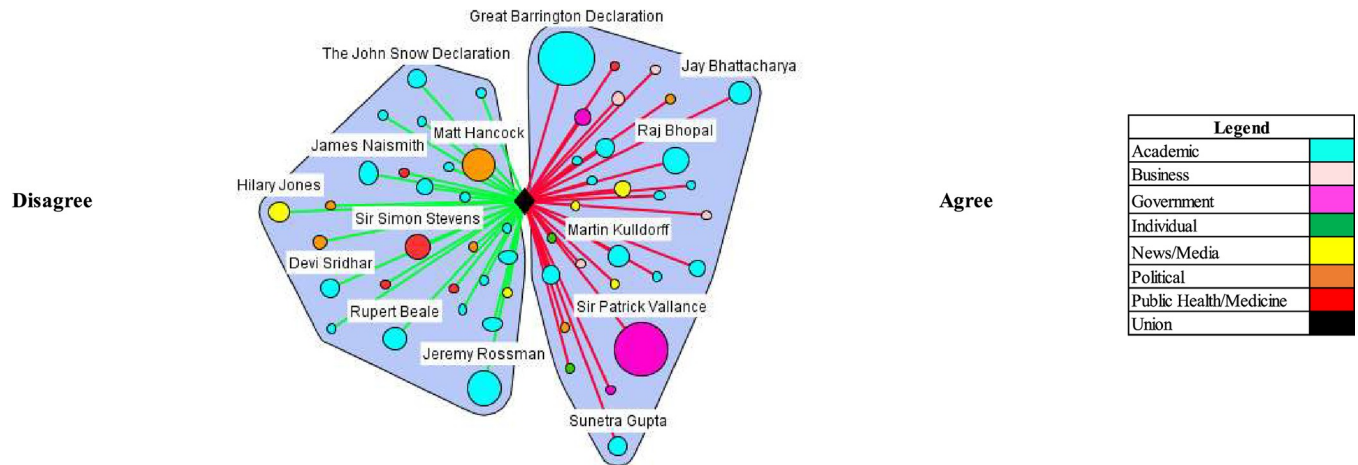 Great Barrington Declaration
The John Snow Declaration
Jay Bhattacharya
Matt Hancock
Raj Bhopal
James Naismith
Hilary Jones
Disagree
Agree
Sir Simon Stevens
Martin Kulldorff
Devi Sridhar
Sir Patrick Vallance
Rupert Beale
Jeremy Rossman
Sunetra Gupta
Legend
Academic
Business
Government
Individual
News/Media
Political
Public Health/Medicine
Union